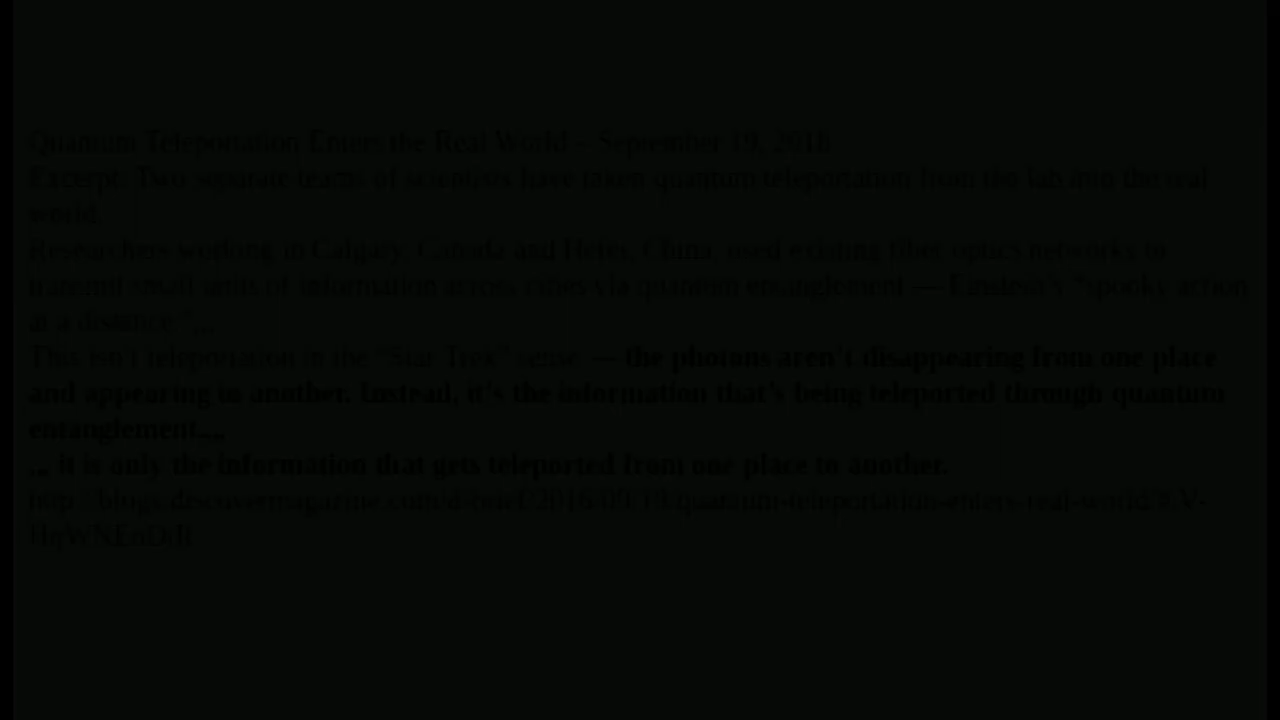 Quantum Teleportation Enters the Real World – September 19, 2016
Excerpt: Two separate teams of scientists have taken quantum teleportation from the lab into the real
world.
Researchers working in Calgary, Canada and Hefei, China, used existing fiber optics networks to
transmit small units of information across cities via quantum entanglement — Einstein's “spooky action
at a distance.”...
This isn't teleportation in the “Star Trek” sense — the photons aren't disappearing from one place
and appearing in another. Instead, it's the information that's being teleported through quantum
entanglement....
... it is only the information that gets teleported from one place to another.